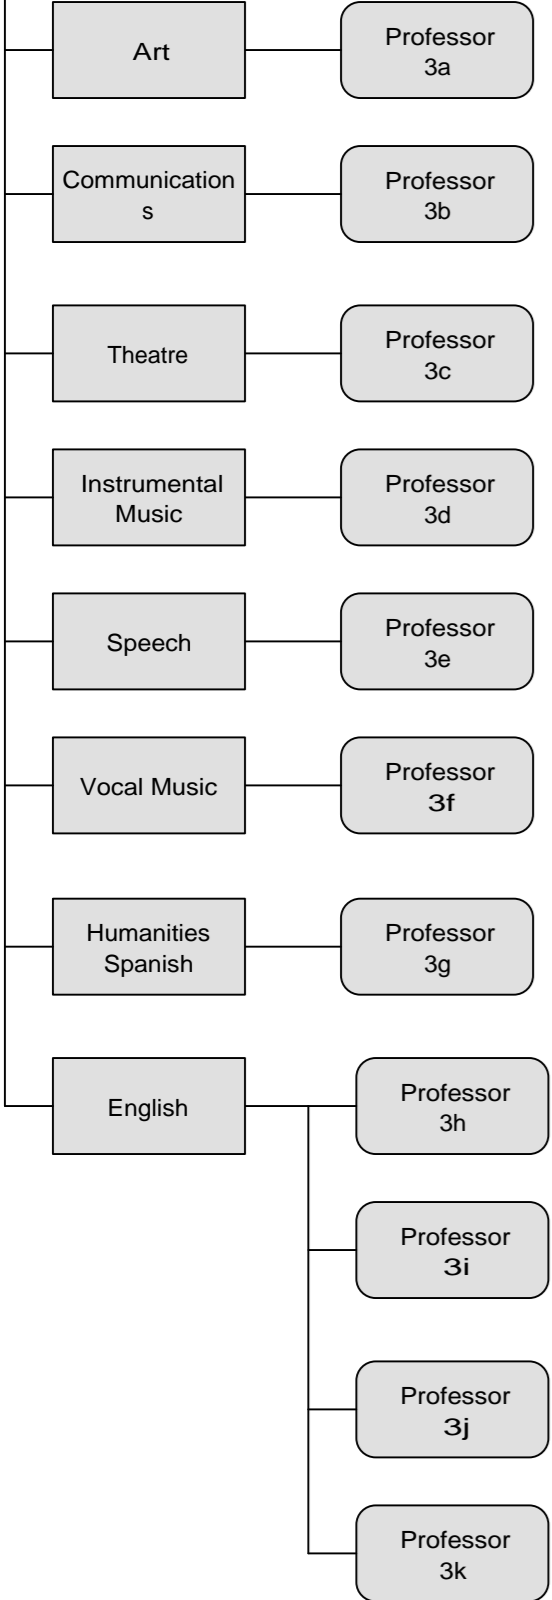 Art
Professor
3a
Communication
s
Professor
3b
Theatre
Professor
3c
Instrumental
Music
Professor
3d
Speech
Professor
3e
Vocal Music
Professor
3f
Humanities
Spanish
Professor
3g
English
Professor
3h
Professor
3i
Professor
3j
Professor
3k